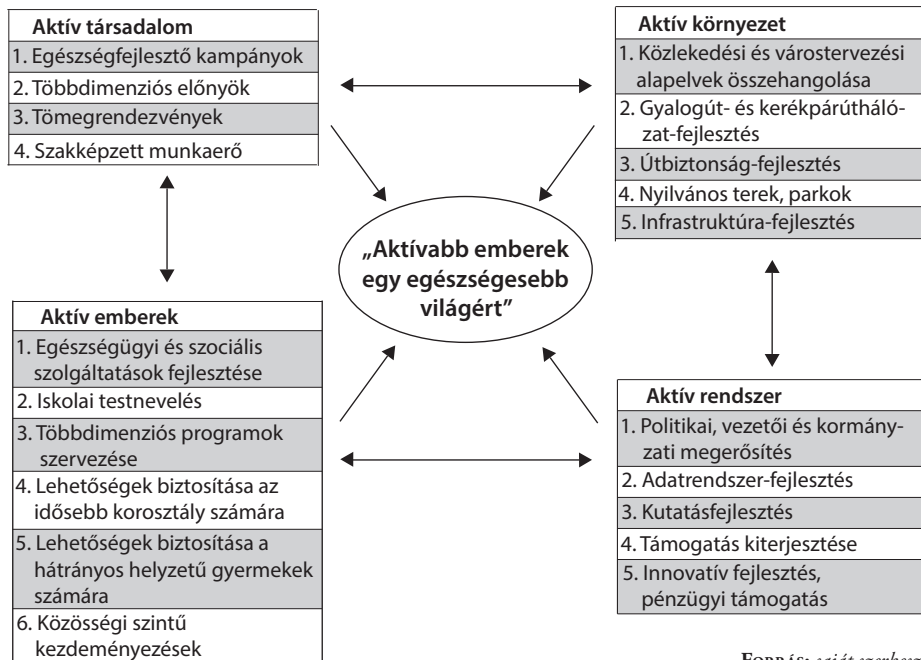 Aktív társadalom
1. Egészségfejlesztő kampányok
2. Többdimenziós előnyök
3. Tömegrendezvények
4. Szakképzett munkaerő
Aktív környezet
1. Közlekedési és várostervezési
alapelvek összehangolása
2. Gyalogút- és kerékpárútháló-
zat-fejlesztés
3. Útbiztonság-fejlesztés
4. Nyilvános terek, parkok
5. Infrastruktúra-fejlesztés
„Aktívabb emberek
egy egészségesebb
világért”
Aktív emberek
1. Egészségügyi és szociális
szolgáltatások fejlesztése
2. Iskolai testnevelés
3. Többdimenziós programok
szervezése
4. Lehetőségek biztosítása az
idősebb korosztály számára
5. Lehetőségek biztosítása a
hátrányos helyzetű gyermekek
számára
6. Közösségi szintű
kezdeményezések
Aktív rendszer
1. Politikai, vezetői és kormány-
zati megerősítés
2. Adatrendszer-fejlesztés
3. Kutatásfejlesztés
4. Támogatás kiterjesztése
5. Innovatív fejlesztés,
pénzügyi támogatás